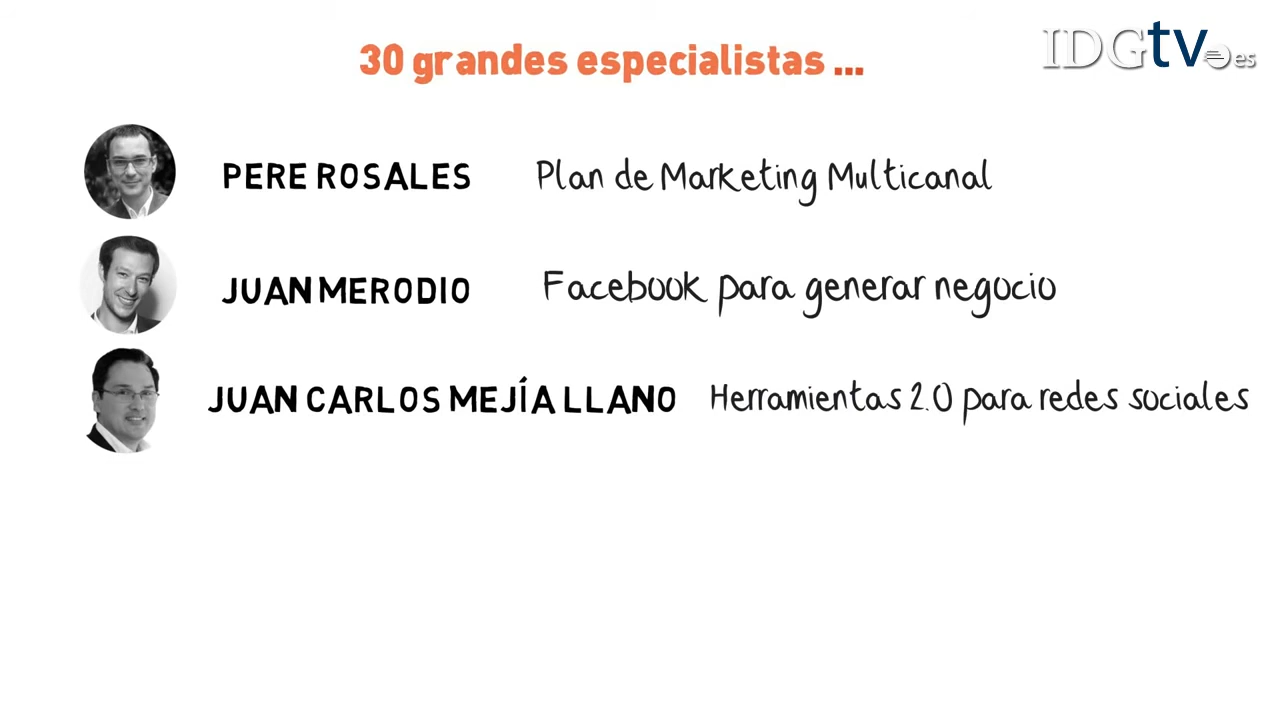 30 grandes especialistas ...
IDGtv.es
PERE ROSALES Plan de Marketing Multicanal
JUAN MERODIO Facebook para generar negocio
JUAN CARLOS MEJÍA LLANO Herramientas 2.0 para redes sociales